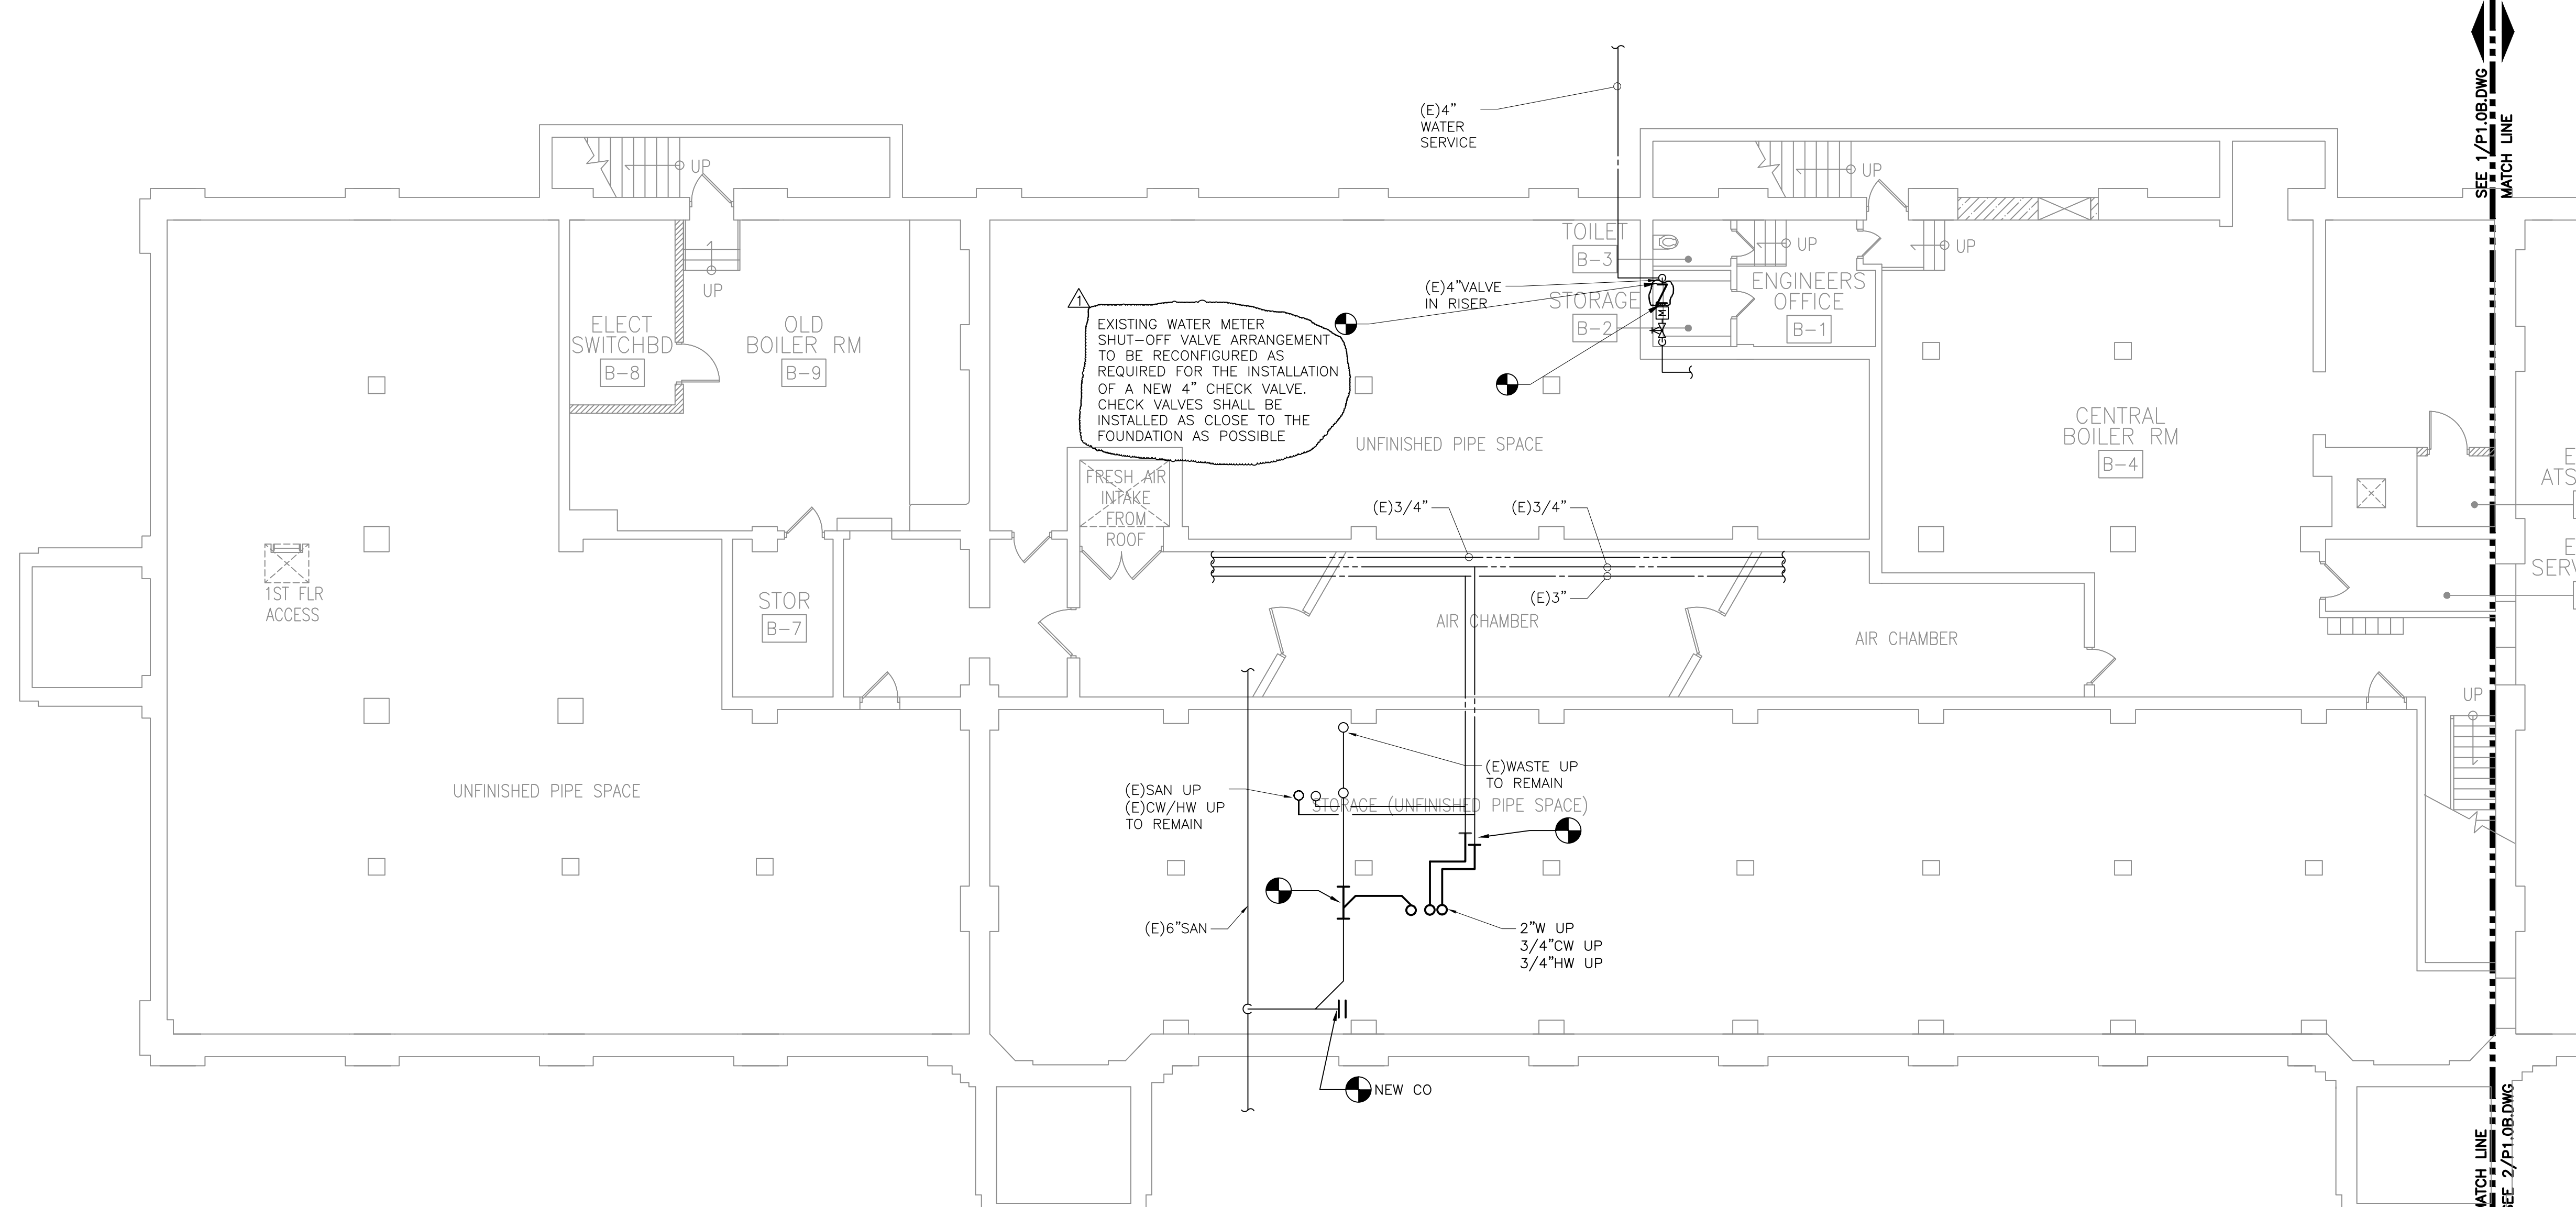 SEE 1/P1.0B.DWG
MATCH LINE
(E)4"
WATER
SERVICE
UP
UP
TOILET
B-3
UP
UP
ENGINEERS
OFFICE
B-1
(E)4"VALVE
IN RISER
STORAGE
B-2
M
UP
1
EXISTING WATER METER
SHUT-OFF VALVE ARRANGEMENT
TO BE RECONFIGURED AS
REQUIRED FOR THE INSTALLATION
OF A NEW 4" CHECK VALVE.
CHECK VALVES SHALL BE
INSTALLED AS CLOSE TO THE
FOUNDATION AS POSSIBLE
ELECT
SWITCHBD
B-8
OLD
BOILER RM
B-9
UNFINISHED PIPE SPACE
CENTRAL
BOILER RM
B-4
FRESH AIR
INTAKE
FROM
ROOF
E
ATS
(E)3/4"
(E)3/4"
(E)3"
E
SERV
1ST FLR
ACCESS
STOR
B-7
AIR CHAMBER
AIR CHAMBER
UP
(E)WASTE UP
TO REMAIN
(E)SAN UP
(E)CW/HW UP
TO REMAIN
STORAGE (UNFINISHED PIPE SPACE)
UNFINISHED PIPE SPACE
(E)6"SAN
2"W UP
3/4"CW UP
3/4"HW UP
NEW CO
MATCH LINE
SEE 2/P1.0B.DWG